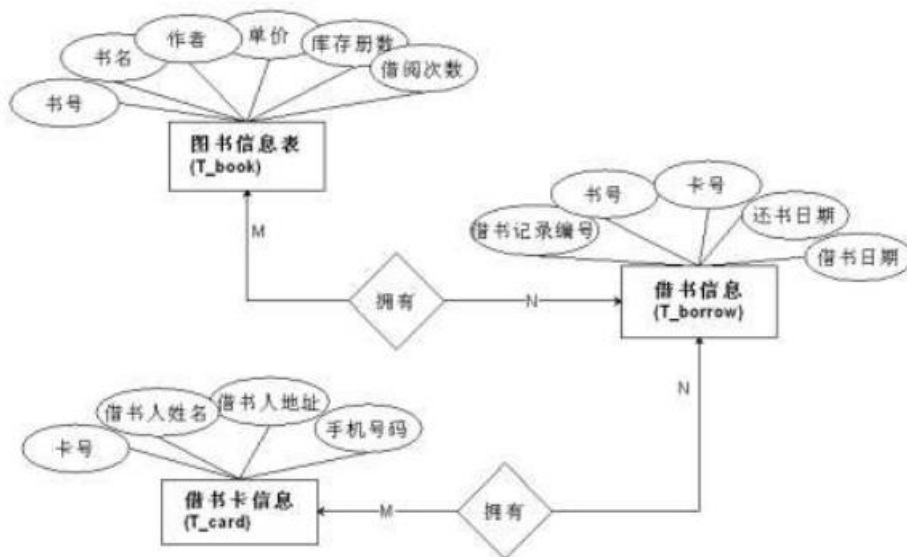 书号
书名
作者
单价
库存册数
借阅次数
图书信息表
(T_book)
M
借书记录编号
书号
卡号
还书日期
借书日期
借书信息
(T_borrow)
拥有
N
N
卡号
借书人姓名
借书人地址
手机号码
借书卡信息
(T_card)
M
拥有